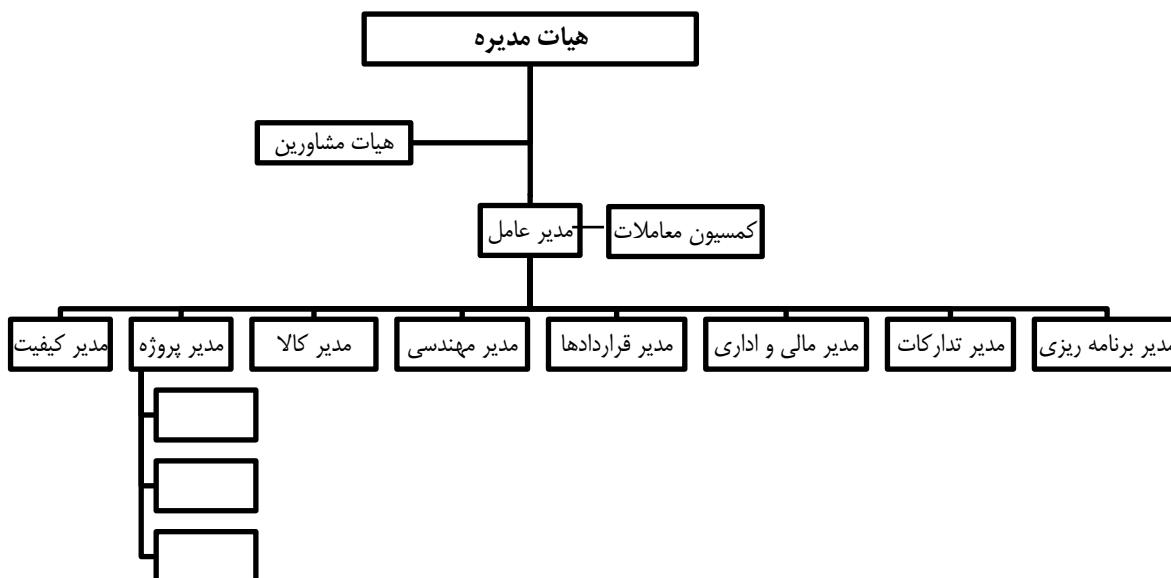 هیات مدیره
هیات مشاورین
کمسیون معاملات
مدیر عامل
مدیر برنامه ریزی
مدیر تدارکات
مدیر مالی و اداری
مدیر قراردادها
مدیر مهندسی
مدیر کالا
مدیر پروژه
مدیر کیفیت